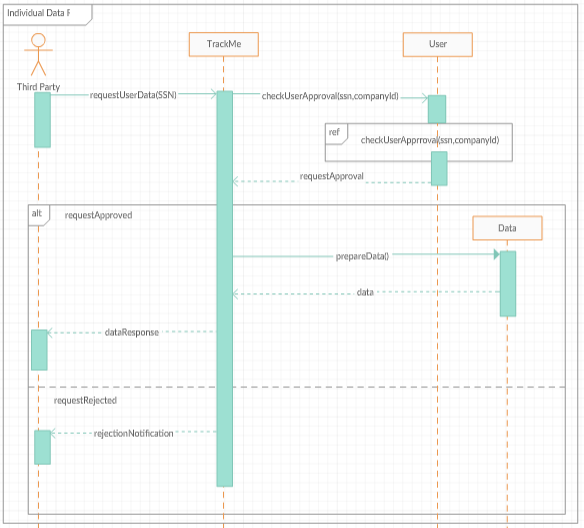 Individual Data F
TrackMe
User
Third Party
requestUserData(SSN)
checkUserApproval(ssn,companyId)
ref
checkUserApprroval(ssn,companyId)
requestApproval
alt
requestApproved
Data
prepareData()
data
dataResponse
requestRejected
rejectionNotification